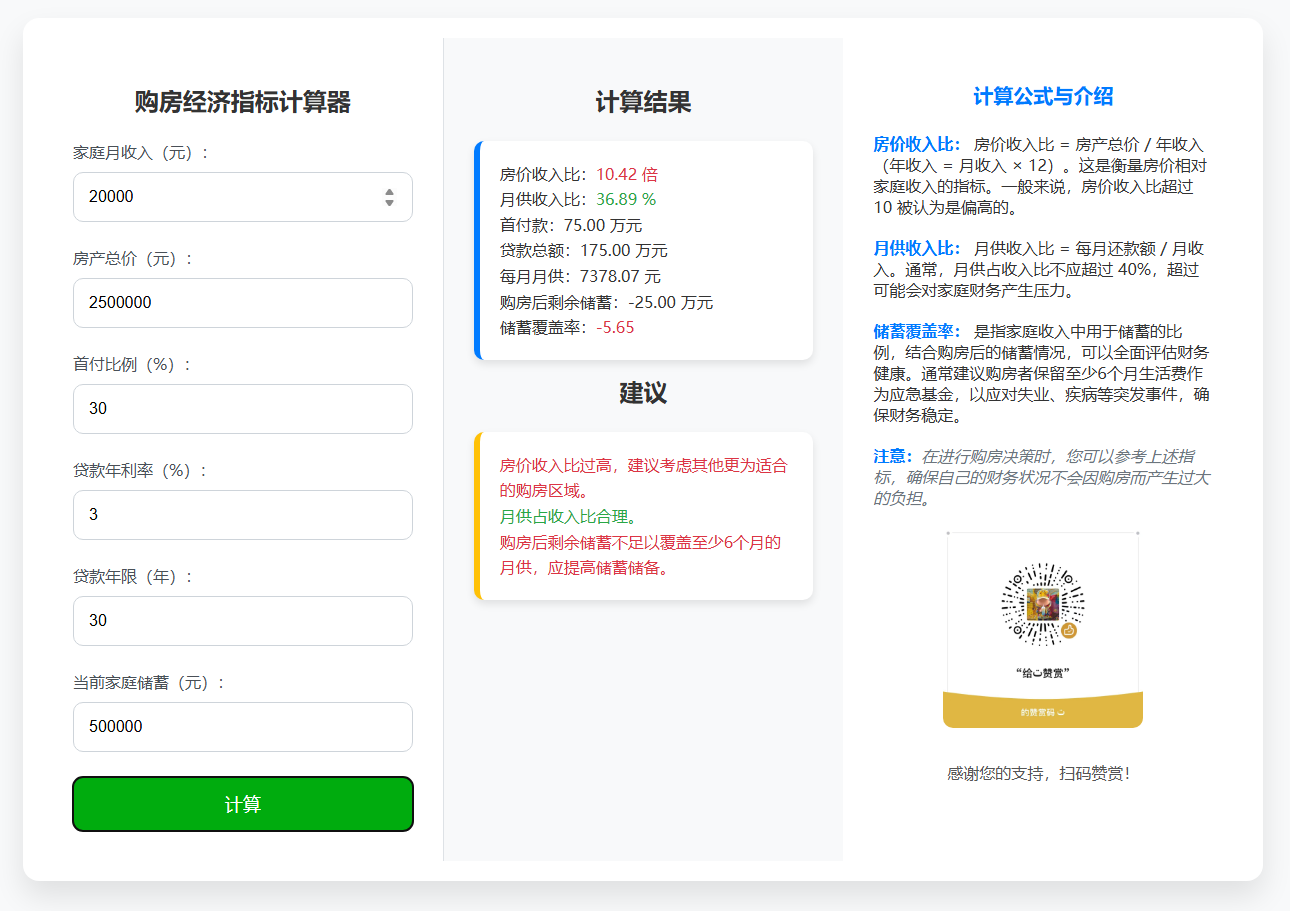 购房经济指标计算器
家庭月收入（元）:
20000
房产总价（元）:
2500000
首付比例（%）:
30
贷款年利率（%）:
3
贷款年限（年）:
30
当前家庭储蓄（元）:
500000
计算
计算结果
房价收入比：10.42 倍
月供收入比：36.89 %
首付款：75.00 万元
贷款总额：175.00 万元
每月月供：7378.07 元
购房后剩余储蓄：-25.00 万元
储蓄覆盖率：-5.65
建议
房价收入比过高，建议考虑其他更为适合
的购房区域。
月供占收入比合理。
购房后剩余储蓄不足以覆盖至少6个月的
月供，应提高储蓄储备。
计算公式与介绍
房价收入比： 房价收入比 = 房产总价 / 年收入
（年收入 = 月收入 × 12）。这是衡量房价相对
家庭收入的指标。一般来说，房价收入比超过
10 被认为是偏高的。
月供收入比： 月供收入比 = 每月还款额 / 月收
入。通常，月供占收入比不应超过 40%，超过
可能会对家庭财务产生压力。
储蓄覆盖率： 是指家庭收入中用于储蓄的比
例，结合购房后的储蓄情况，可以全面评估财务
健康。通常建议购房者保留至少6个月生活费作
为应急基金，以应对失业、疾病等突发事件，确
保财务稳定。
注意：在进行购房决策时，您可以参考上述指
标，确保自己的财务状况不会因购房而产生过大
的负担。
“给赞赏”
的赞赏码
感谢您的支持，扫码赞赏！